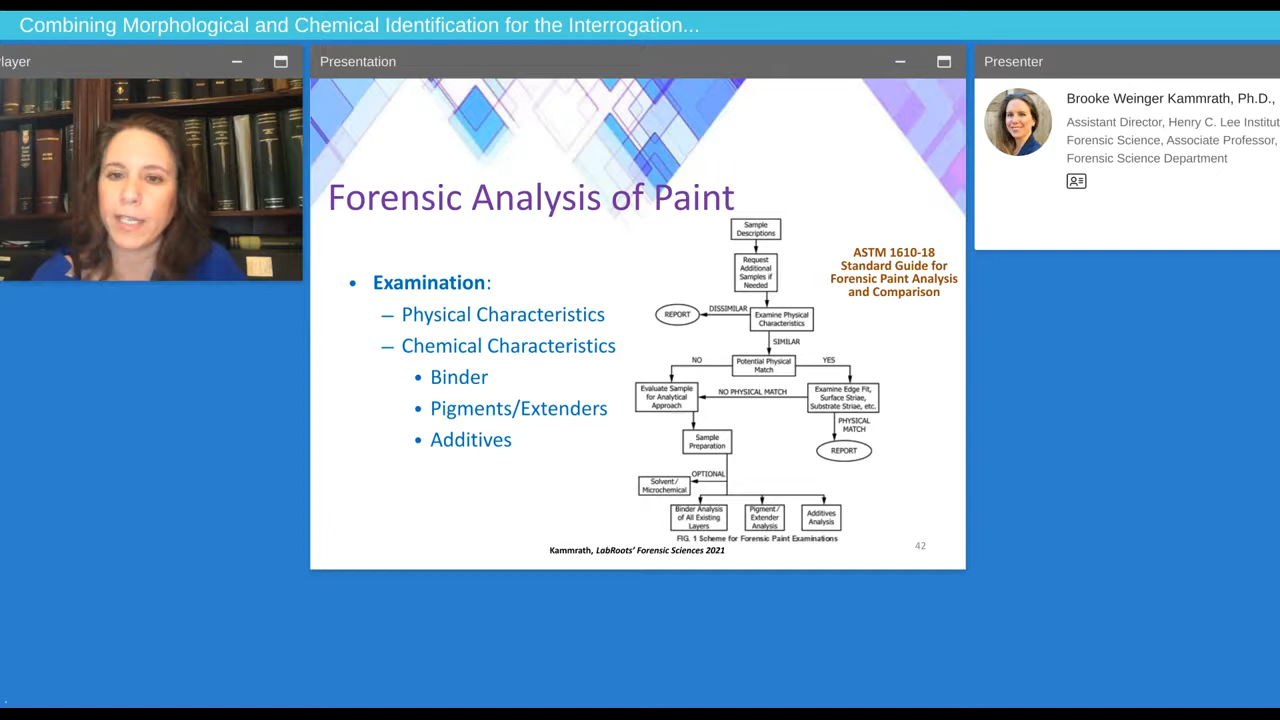 Combining Morphological and Chemical Identification for the Interrogation...
layer
Presentation
Presenter
Brooke Weinger Kammrath, Ph.D.,
Assistant Director, Henry C. Lee Institut
Forensic Science, Associate Professor,
Forensic Science Department
Forensic Analysis of Paint
• Examination:
– Physical Characteristics
– Chemical Characteristics
• Binder
• Pigments/Extenders
• Additives
ASTM 1610-18
Standard Guide for
Forensic Paint Analysis
and Comparison
Sample
Descriptions
Request
Additional
Samples if
Needed
REPORT
DISSIMILAR
Examine Physical
Characteristics
SIMILAR
NO
Potential Physical
Match
YES
Evaluate Sample
for Analytical
Approach
NO PHYSICAL MATCH
Examine Edge Fit,
Surface Striae,
Substrate Striae, etc.
PHYSICAL
MATCH
REPORT
Sample
Preparation
OPTIONAL
Solvent/
Microchemical
Binder Analysis
of All Existing
Layers
Pigment/
Extender
Analysis
Additives
Analysis
FIG. 1 Scheme for Forensic Paint Examinations
Kammrath, LabRoots' Forensic Sciences 2021
42